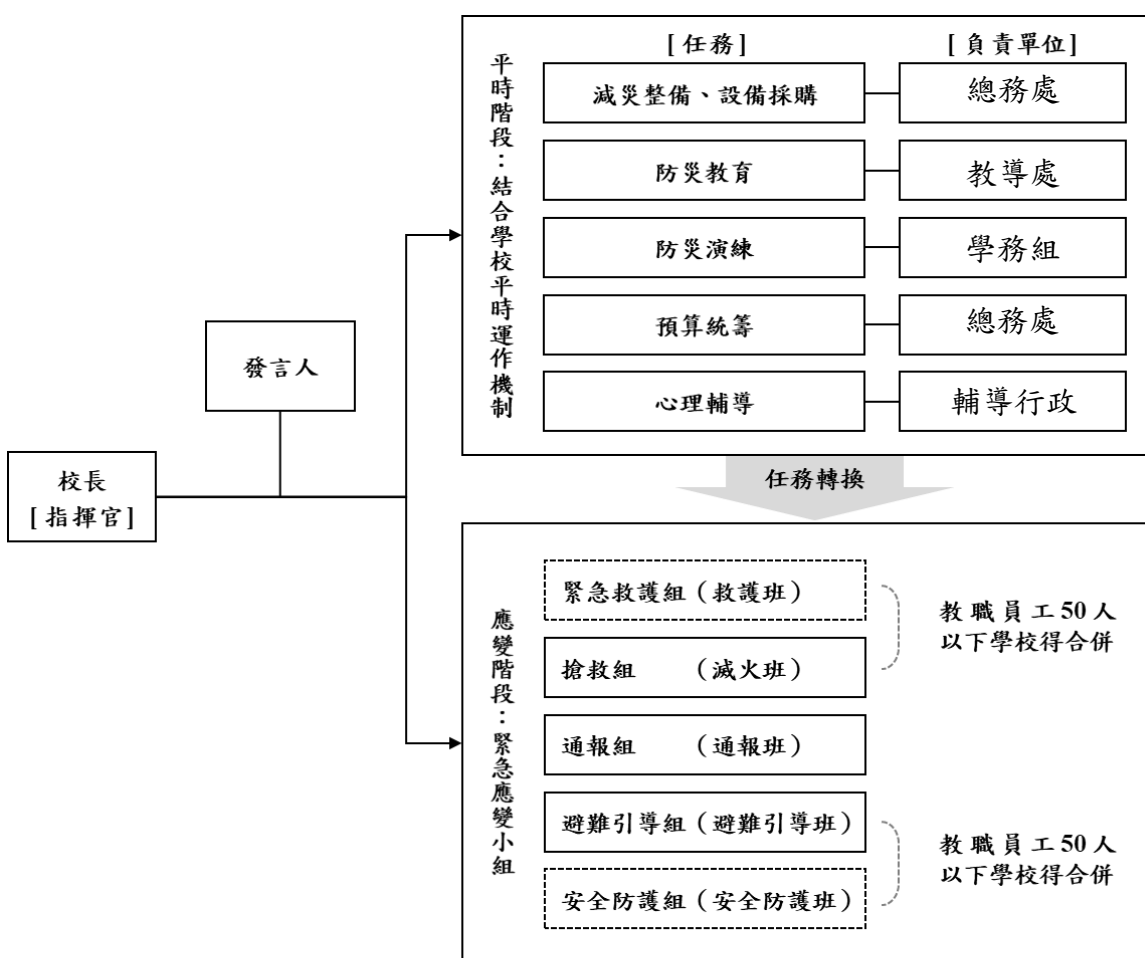 [任務]
[負責單位]
平時階段：結合學校平時運作機制
減災整備、設備採購
總務處
防災教育
教導處
防災演練
學務組
預算統籌
總務處
心理輔導
輔導行政
發言人
校長
[指揮官]
任務轉換
應變階段：緊急應變小組
緊急救護組（救護班）
搶救組　　（滅火班）
教職員工50人
以下學校得合併
通報組　　（通報班）
避難引導組（避難引導班）
安全防護組（安全防護班）
教職員工50人
以下學校得合併